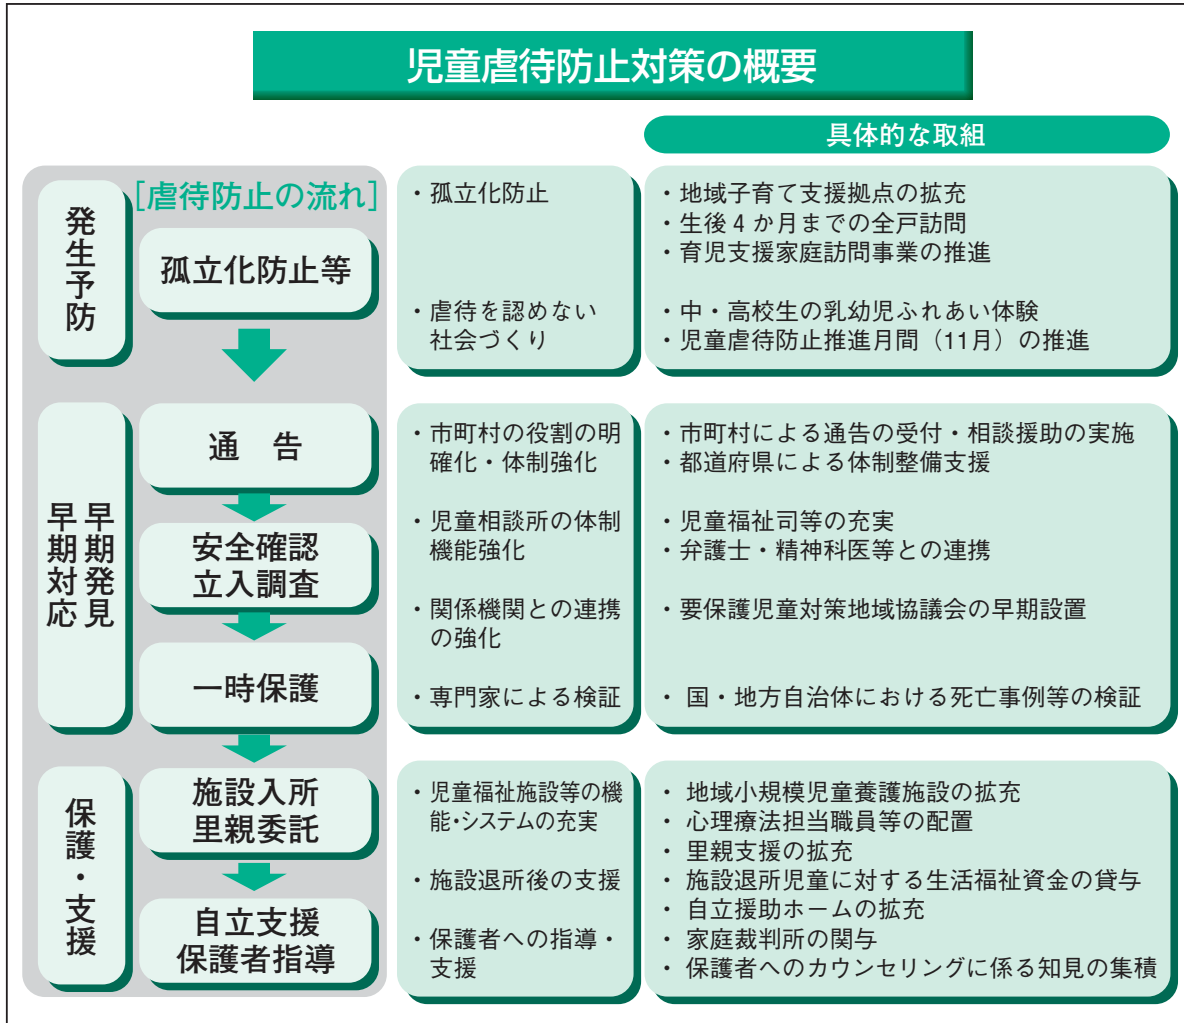 児童虐待防止対策の概要
具体的な取組
[虐待防止の流れ]
発生予防
孤立化防止等
・孤立化防止
・虐待を認めない
社会づくり
・地域子育て支援拠点の拡充
・生後4か月までの全戸訪問
・育児支援家庭訪問事業の推進
・中・高校生の乳幼児ふれあい体験
・児童虐待防止推進月間（11月）の推進
早期発見
早期対応
通　告
安全確認
立入調査
一時保護
・市町村の役割の明
確化・体制強化
・児童相談所の体制
機能強化
・関係機関との連携
の強化
・専門家による検証
・市町村による通告の受付・相談援助の実施
・都道府県による体制整備支援
・児童福祉司等の充実
・弁護士・精神科医等との連携
・要保護児童対策地域協議会の早期設置
・国・地方自治体における死亡事例等の検証
保護・支援
施設入所
里親委託
自立支援
保護者指導
・児童福祉施設等の機
能・システムの充実
・施設退所後の支援
・保護者への指導・
支援
・地域小規模児童養護施設の拡充
・心理療法担当職員等の配置
・里親支援の拡充
・施設退所児童に対する生活福祉資金の貸与
・自立援助ホームの拡充
・家庭裁判所の関与
・保護者へのカウンセリングに係る知見の集積